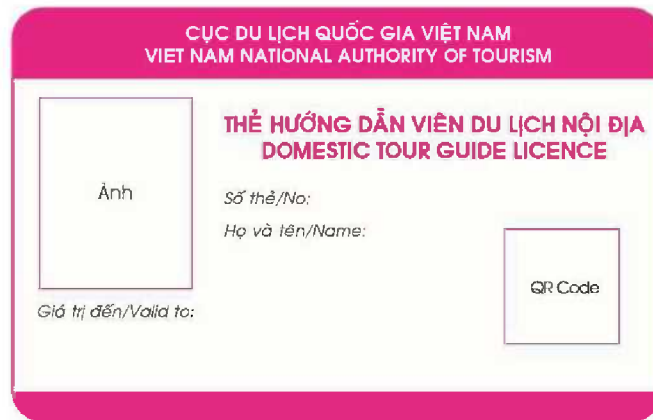 CỤC DU LỊCH QUỐC GIA VIỆT NAM
VIET NAM NATIONAL AUTHORITY OF TOURISM
THẺ HƯỚNG DẪN VIÊN DU LỊCH NỘI ĐỊA
DOMESTIC TOUR GUIDE LICENCE
Ảnh
Số thẻ/No:
Họ và tên/Name:
QR Code
Giá trị đến/Valid to: